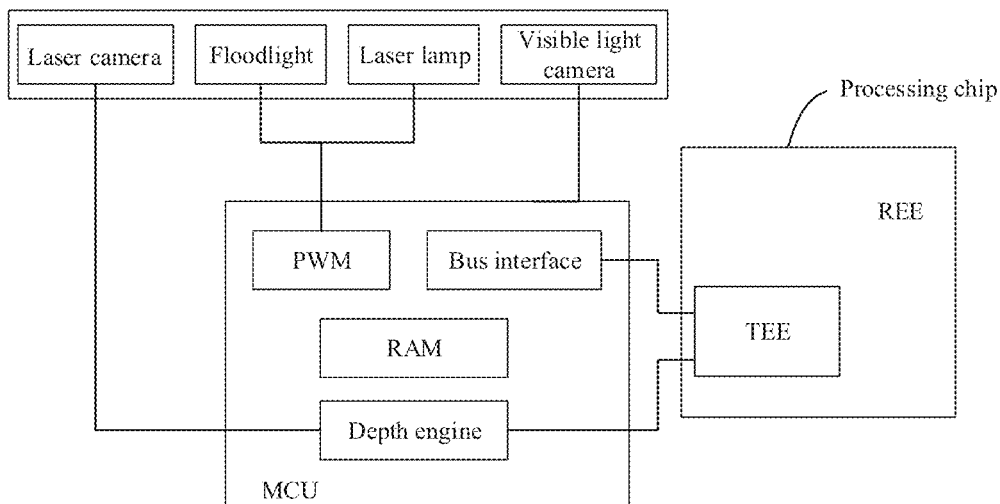 Laser camera
Floodlight
Laser lamp
Visible light
camera
Processing chip
REE
PWM
Bus interface
TEE
RAM
Depth engine
MCU